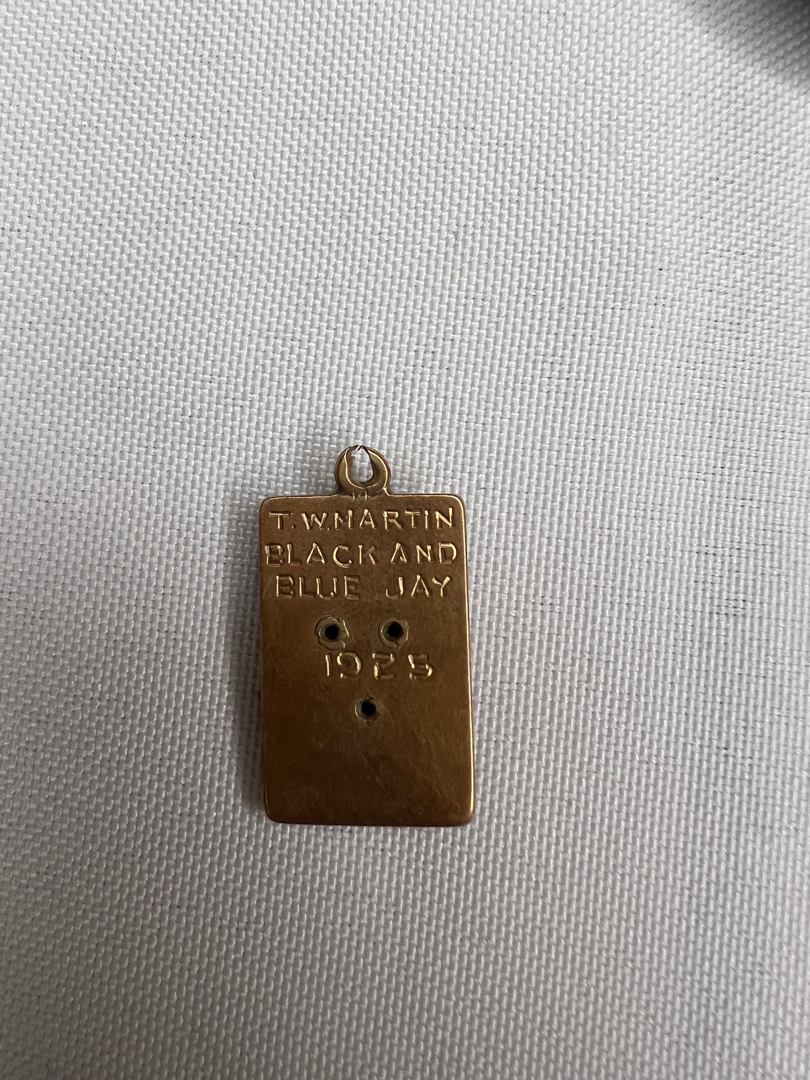 T. W. MARTIN
BLACK AND
BLUE JAY
1925